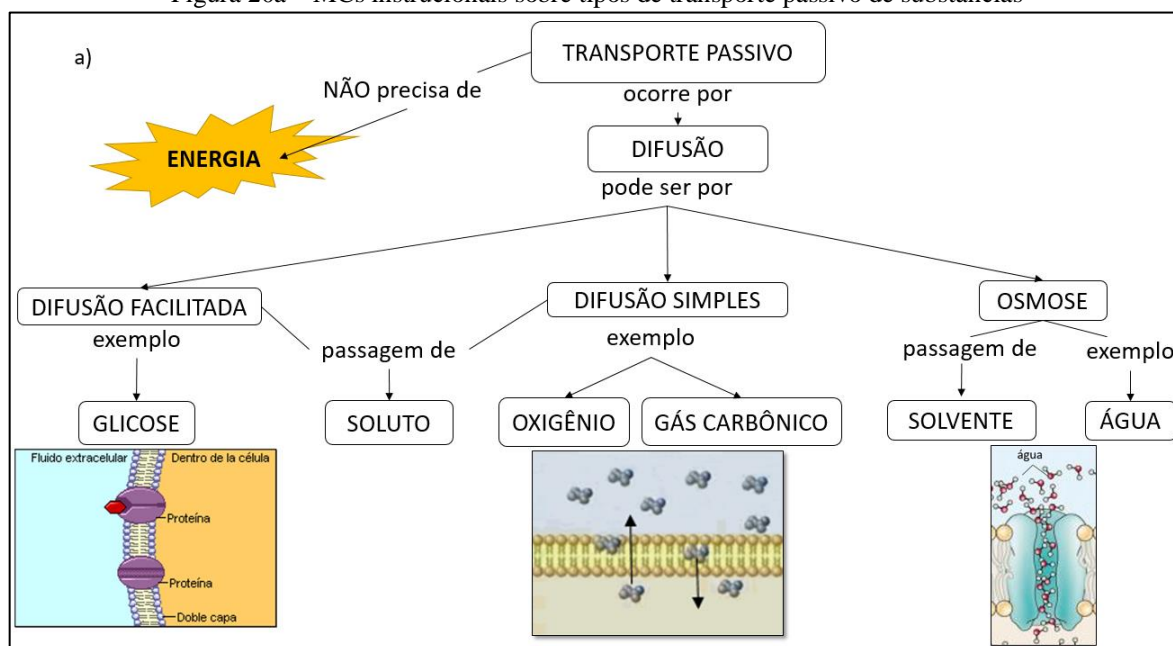 Figura 20a – MCs instrucionais sobre tipos de transporte passivo de substâncias
a)
TRANSPORTE PASSIVO
NÃO precisa de
ocorre por
ENERGIA
DIFUSÃO
pode ser por
DIFUSÃO FACILITADA
DIFUSÃO SIMPLES
OSMOSE
exemplo
passagem de
exemplo
passagem de
exemplo
GLICOSE
SOLUTO
OXIGÊNIO
GÁS CARBÔNICO
SOLVENTE
ÁGUA
Fluido extracelular
Dentro de la célula
Proteína
Proteína
Doble capa
água